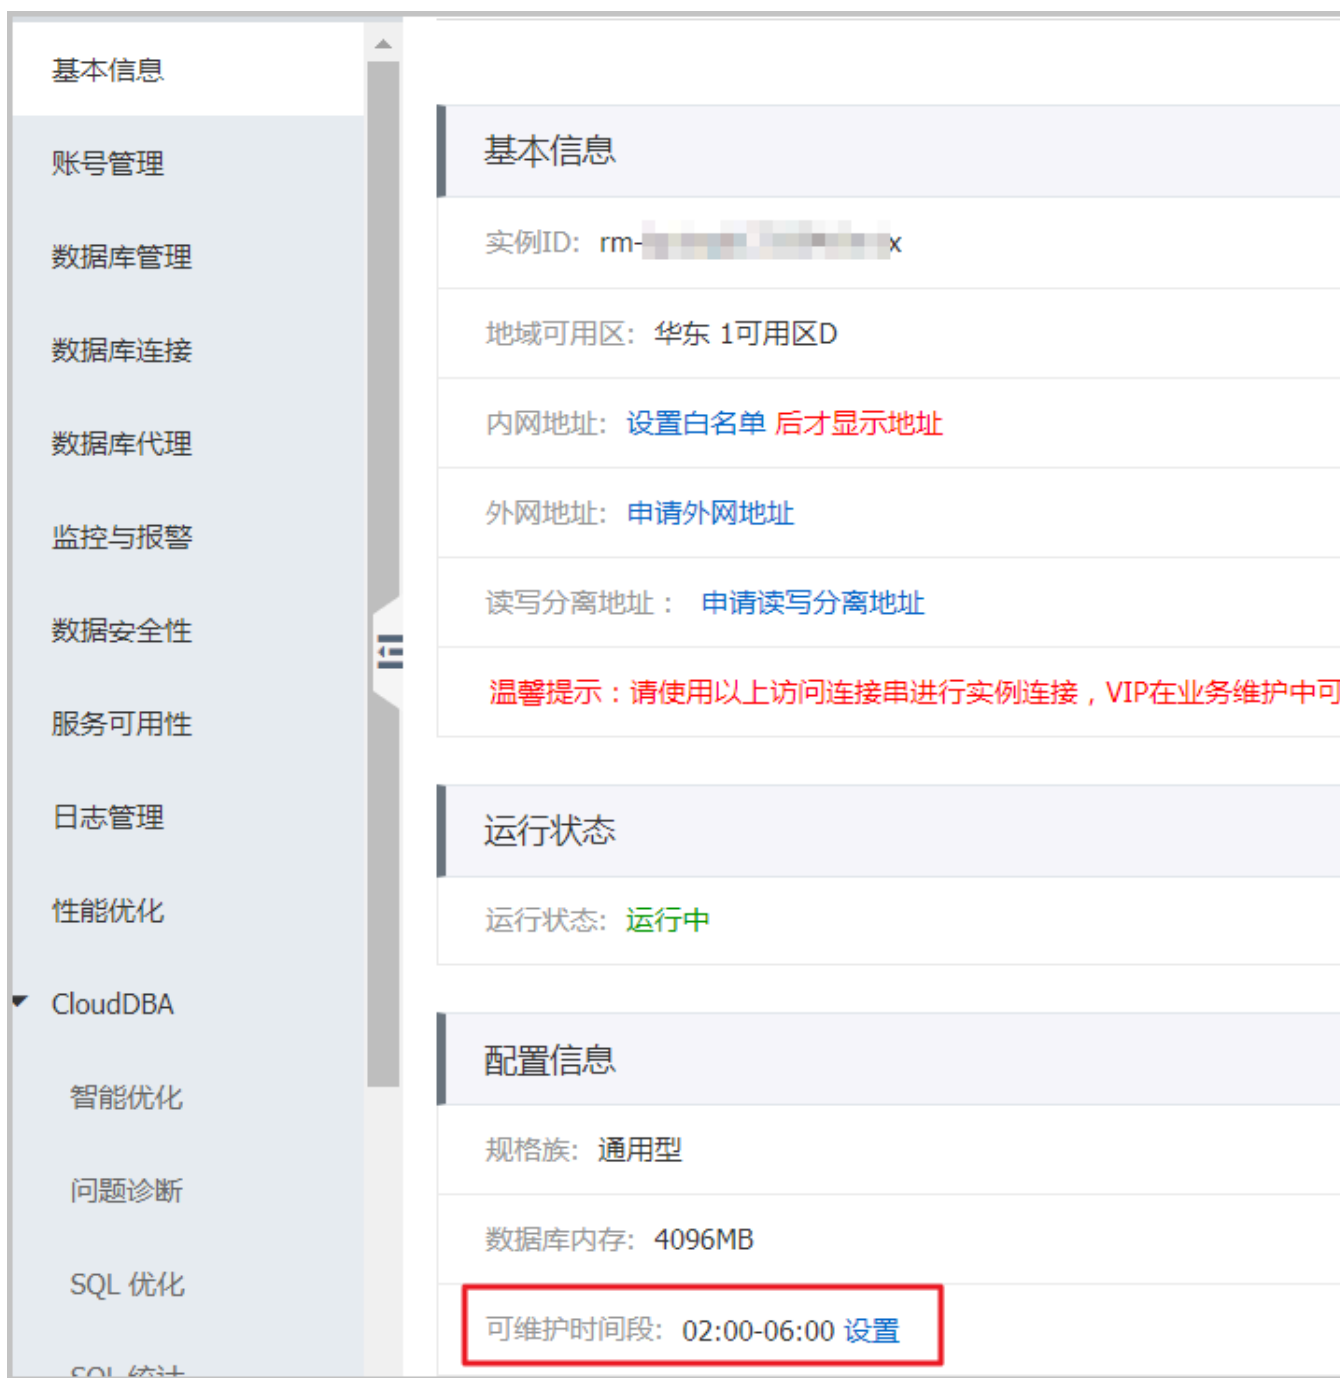 基本信息
账号管理
数据库管理
数据库连接
数据库代理
监控与报警
数据安全性
服务可用性
日志管理
性能优化
CloudDBA
智能优化
问题诊断
SQL 优化
SQL 统计
基本信息
实例ID: rm- x
地域可用区: 华东 1可用区D
内网地址: 设置白名单 后才显示地址
外网地址: 申请外网地址
读写分离地址： 申请读写分离地址
温馨提示：请使用以上访问连接串进行实例连接，VIP在业务维护中可
运行状态
运行状态: 运行中
配置信息
规格族: 通用型
数据库内存: 4096MB
可维护时间段: 02:00-06:00 设置